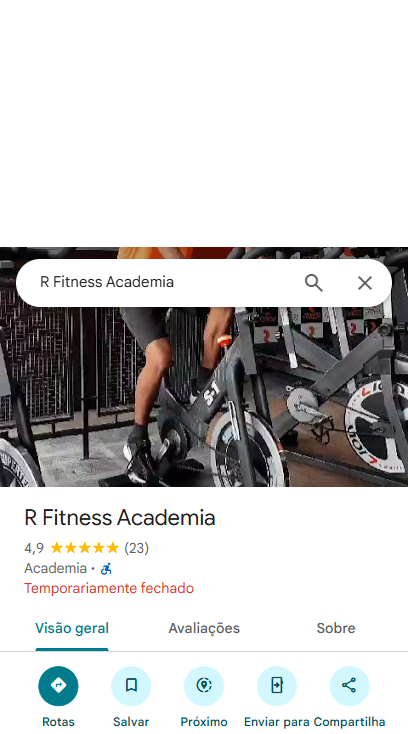 R Fitness Academia
R Fitness Academia
4,9 (23)
Academia ·
Temporariamente fechado
Visão geral Avaliações Sobre
Rotas Salvar Próximo Enviar para Compartilha